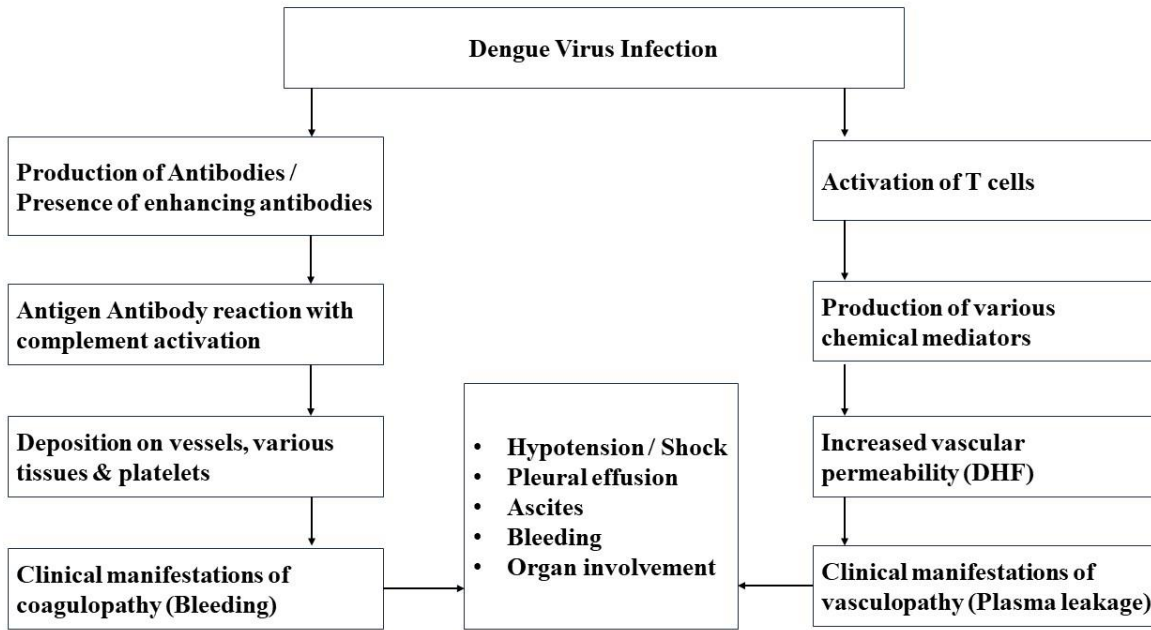 Dengue Virus Infection
Production of Antibodies /
Presence of enhancing antibodies
Antigen Antibody reaction with
complement activation
Deposition on vessels, various
tissues & platelets
Clinical manifestations of
coagulopathy (Bleeding)
• Hypotension / Shock
• Pleural effusion
• Ascites
• Bleeding
• Organ involvement
Activation of T cells
Production of various
chemical mediators
Increased vascular
permeability (DHF)
Clinical manifestations of
vasculopathy (Plasma leakage)